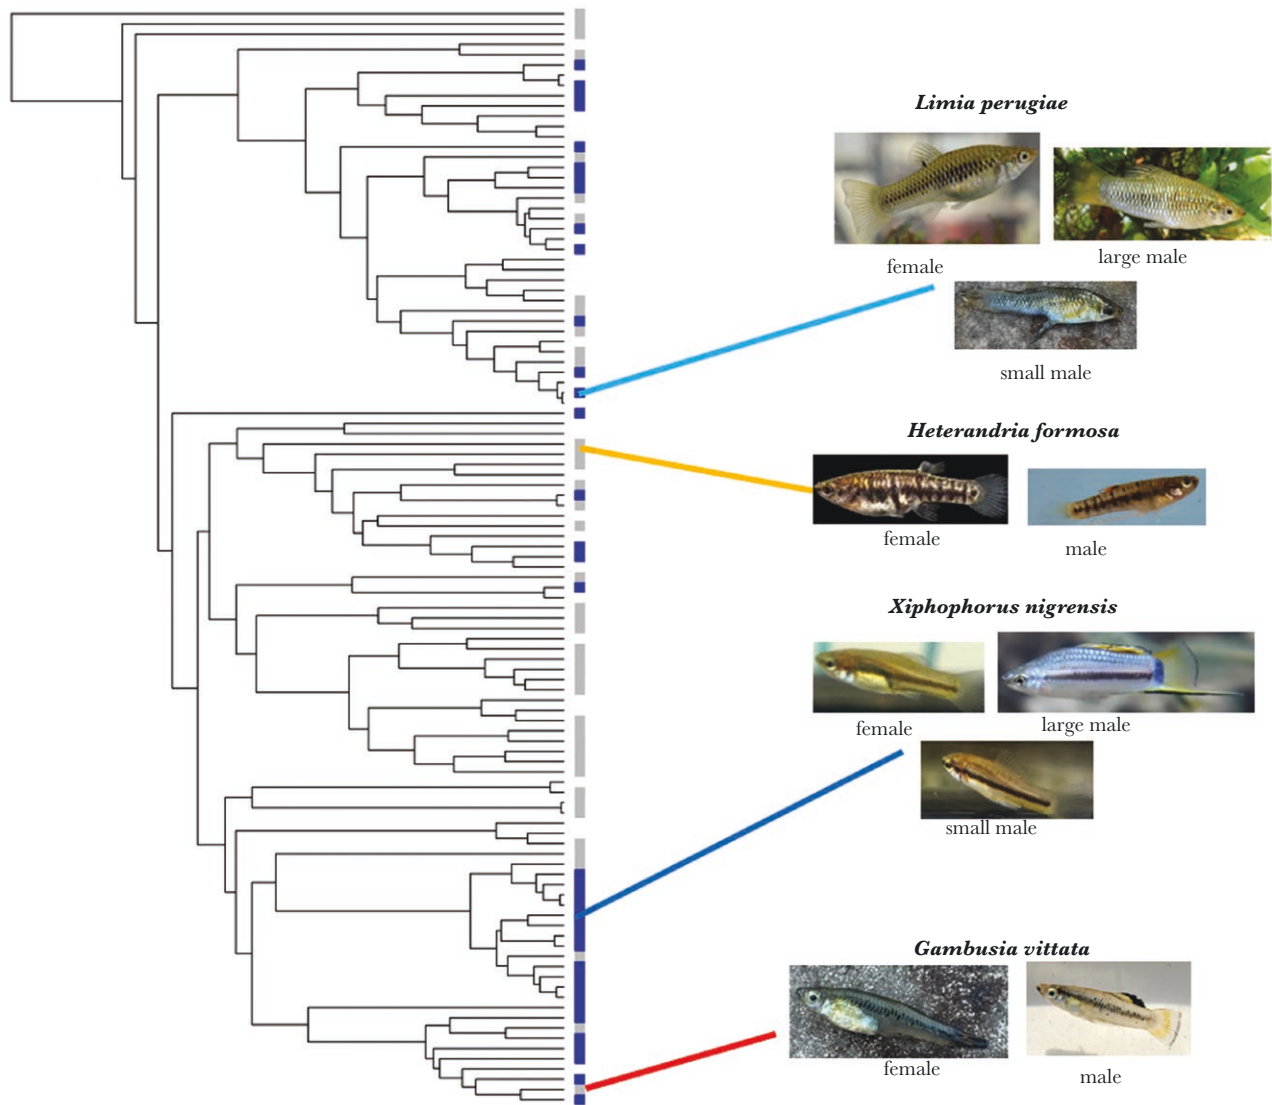 Limia perugiae
female
large male
small male
Heterandria formosa
female
male
Xiphophorus nigrensis
female
large male
small male
Gambusia vittata
female
male